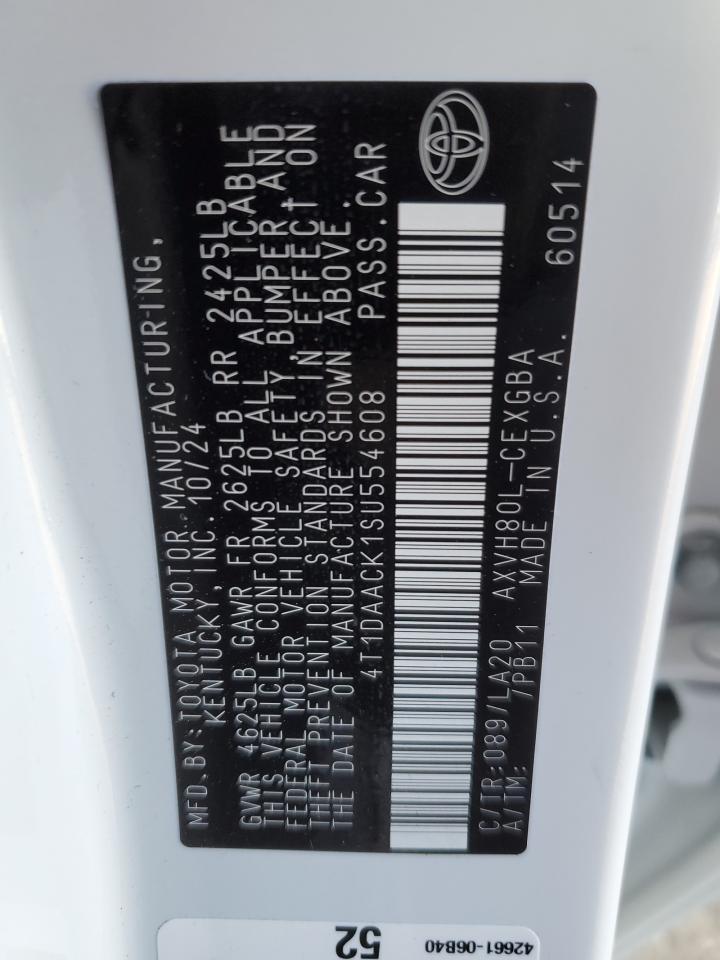 MFD.BY:TOYOTA MOTOR MANUFACTURING,
KENTUCKY, INC. 10/24
GVWR 4625LB GAWR FR 2625LB RR 2425LB
THIS VEHICLE CONFORMS TO ALL APPLICABLE
FEDERAL MOTOR VEHICLE SAFETY, BUMPER AND
THEFT PREVENTION STANDARDS IN EFFECT ON
THE DATE OF MANUFACTURE SHOWN ABOVE.
4T1DAACK1SU554608 PASS.CAR
C/TR:089/LA20 AXVH80L-CEXGBA 60514
A/TM: /PB11 MADE IN U.S.A.
52
42661-06B40